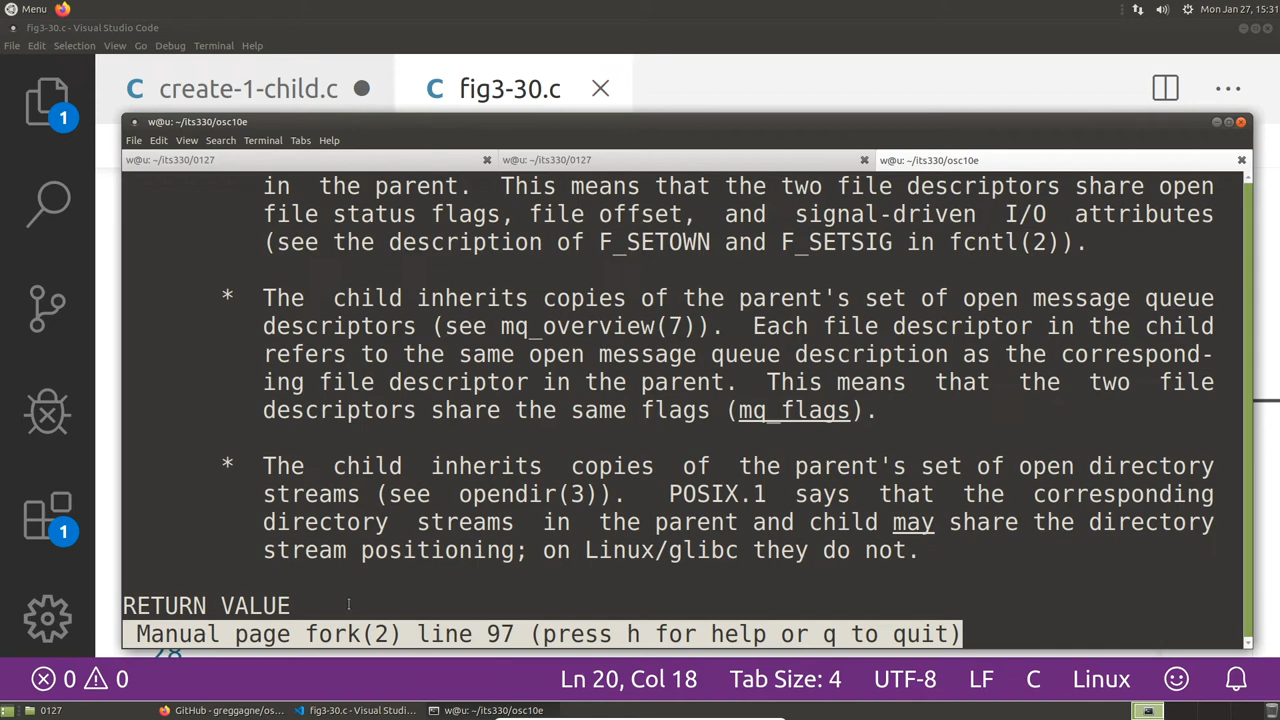 Menu
Mon Jan 27, 15:31
fig3-30.c - Visual Studio Code
File Edit Selection View Go Debug Terminal Help
C create-1-child.c
C fig3-30.c
1
w@u: ~/its330/osc10e
File Edit View Search Terminal Tabs Help
w@u: ~/its330/0127
w@u: ~/its330/0127
w@u: ~/its330/osc10e
in the parent. This means that the two file descriptors share open
file status flags, file offset, and signal-driven I/O attributes
(see the description of F_SETOWN and F_SETSIG in fcntl(2)).
* The child inherits copies of the parent's set of open message queue
descriptors (see mq_overview(7)). Each file descriptor in the child
refers to the same open message queue description as the correspond-
ing file descriptor in the parent. This means that the two file
descriptors share the same flags (mq_flags).
* The child inherits copies of the parent's set of open directory
streams (see opendir(3)). POSIX.1 says that the corresponding
directory streams in the parent and child may share the directory
stream positioning; on Linux/glibc they do not.
1
RETURN VALUE
Manual page fork(2) line 97 (press h for help or q to quit)
28
0 0 Ln 20, Col 18 Tab Size: 4 UTF-8 LF C Linux
0127
GitHub - greggagne/os...
fig3-30.c - Visual Studi...
w@u: ~/its330/osc10e